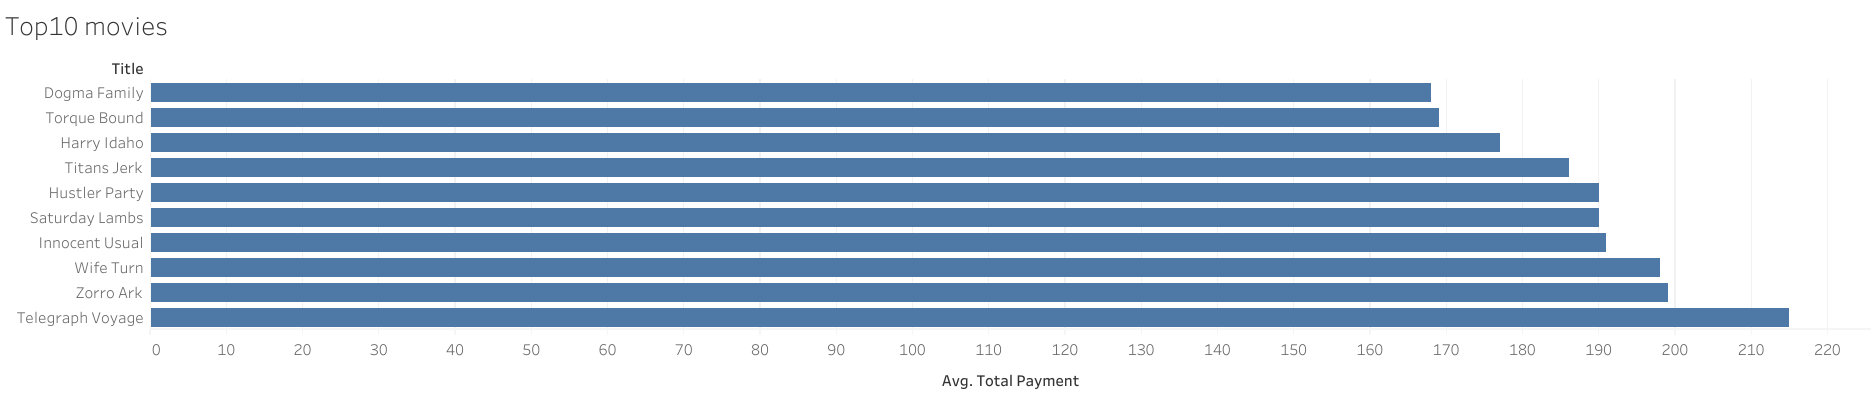 Top10 movies
Title
Dogma Family
Torque Bound
Harry Idaho
Titans Jerk
Hustler Party
Saturday Lambs
Innocent Usual
Wife Turn
Zorro Ark
Telegraph Voyage
0 10 20 30 40 50 60 70 80 90 100 110 120 130 140 150 160 170 180 190 200 210 220
Avg. Total Payment